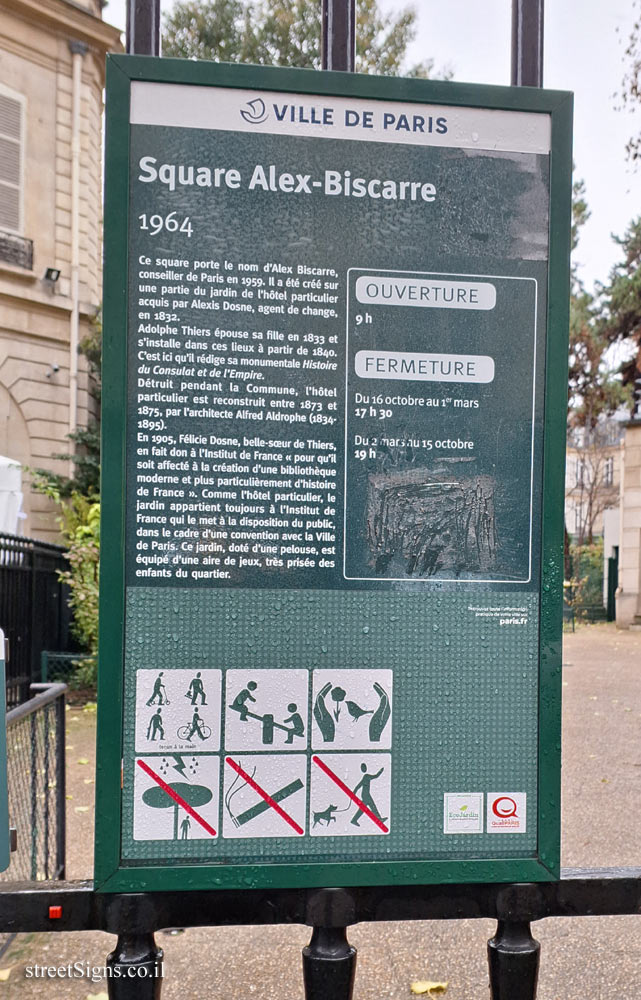 VILLE DE PARIS
Square Alex-Biscarre
1964
Ce square porte le nom d'Alex Biscarre,
conseiller de Paris en 1959. Il a été créé sur
une partie du jardin de l'hôtel particulier
acquis par Alexis Dosne, agent de change,
en 1832.
Adolphe Thiers épouse sa fille en 1833 et
s'installe dans ces lieux à partir de 1840.
C'est ici qu'il rédige sa monumentale Histoire
du Consulat et de l'Empire.
Détruit pendant la Commune, l'hôtel
particulier est reconstruit entre 1873 et
1875, par l'architecte Alfred Aldrophe (1834-
1895).
En 1905, Félicie Dosne, belle-sœur de Thiers,
en fait don à l'Institut de France « pour qu'il
soit affecté à la création d'une bibliothèque
moderne et plus particulièrement d'histoire
de France ». Comme l'hôtel particulier, le
jardin appartient toujours à l'Institut de
France qui le met à la disposition du public,
dans le cadre d'une convention avec la Ville
de Paris. Ce jardin, doté d'une pelouse, est
équipé d'une aire de jeux, très prisée des
enfants du quartier.
OUVERTURE
9 h
FERMETURE
Du 16 octobre au 1er mars
17 h 30
Du 2 mars au 15 octobre
19 h
paris.fr
tenus à la main
EcoJardin
QualiPARIS
streetSigns.co.il